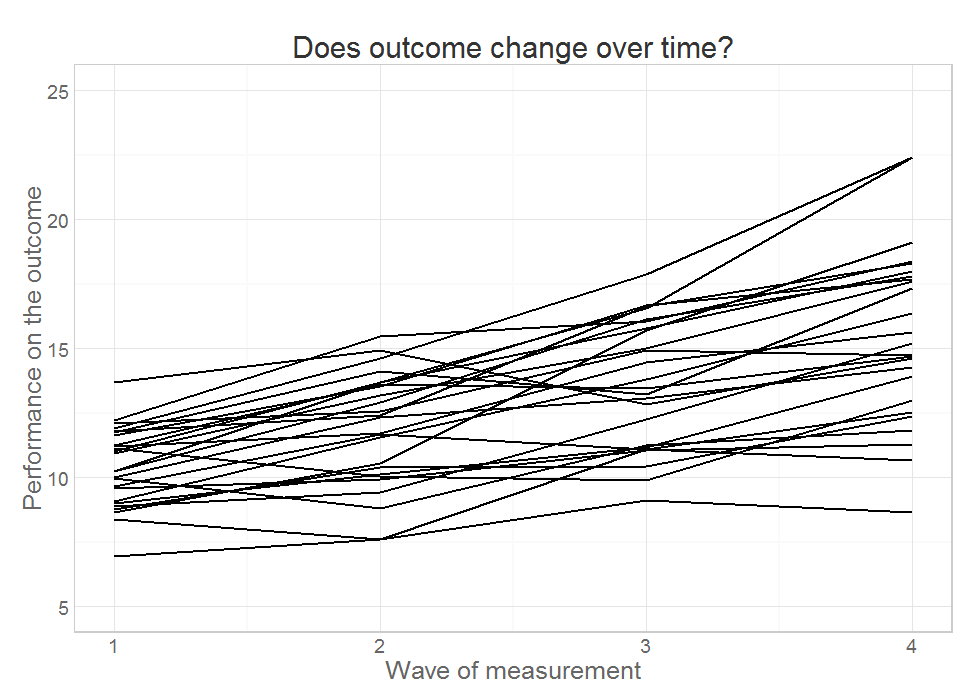 Does outcome change over time?
25
20
15
10
5
Performance on the outcome
1 2 3 4
Wave of measurement